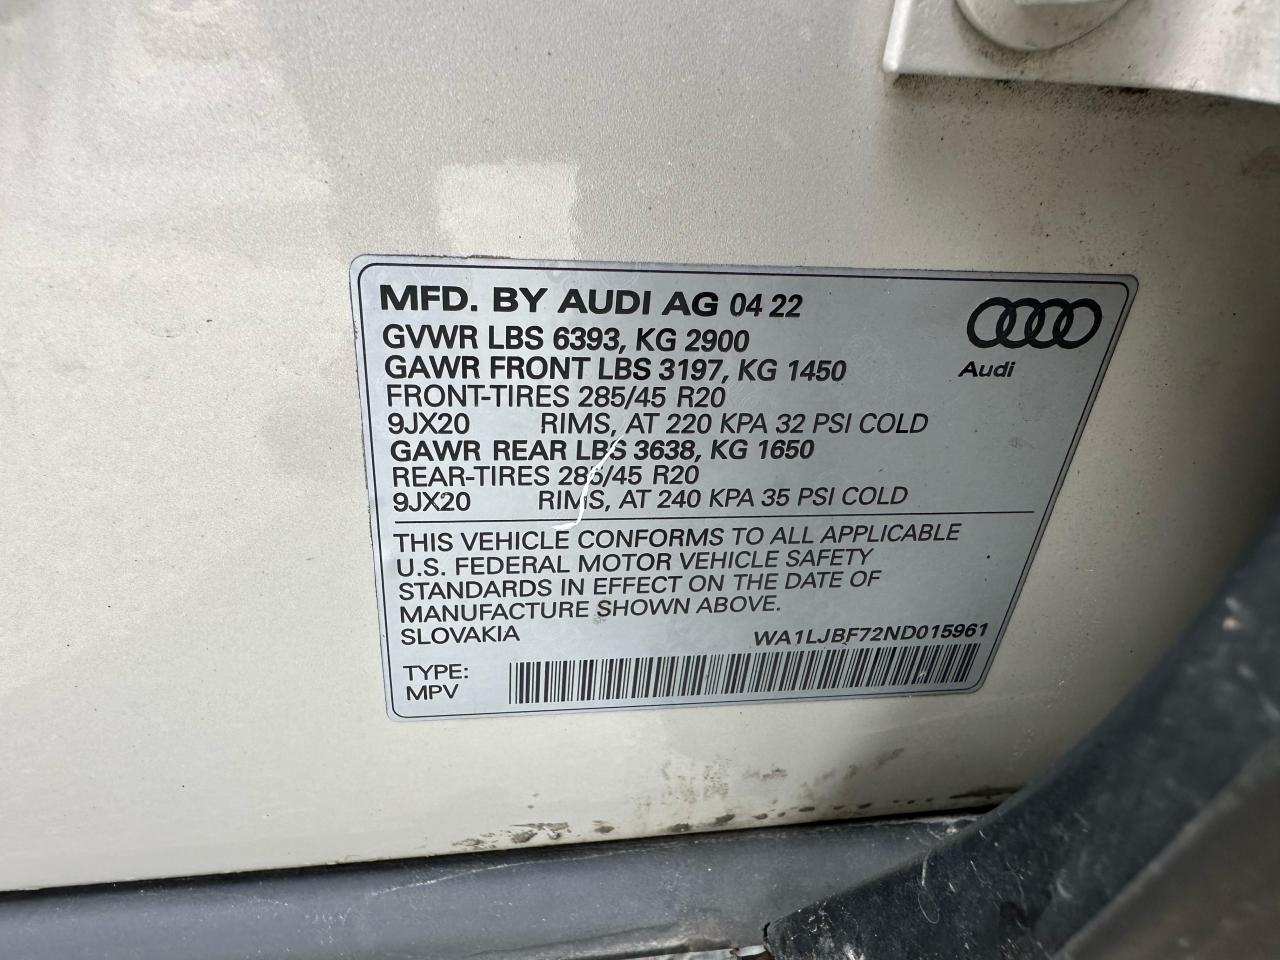 MFD. BY AUDI AG 04 22
GVWR LBS 6393, KG 2900
GAWR FRONT LBS 3197, KG 1450
FRONT-TIRES 285/45 R20
9JX20 RIMS, AT 220 KPA 32 PSI COLD
GAWR REAR LBS 3638, KG 1650
REAR-TIRES 285/45 R20
9JX20 RIMS, AT 240 KPA 35 PSI COLD
Audi
THIS VEHICLE CONFORMS TO ALL APPLICABLE
U.S. FEDERAL MOTOR VEHICLE SAFETY
STANDARDS IN EFFECT ON THE DATE OF
MANUFACTURE SHOWN ABOVE.
SLOVAKIA WA1LJBF72ND015961
TYPE:
MPV